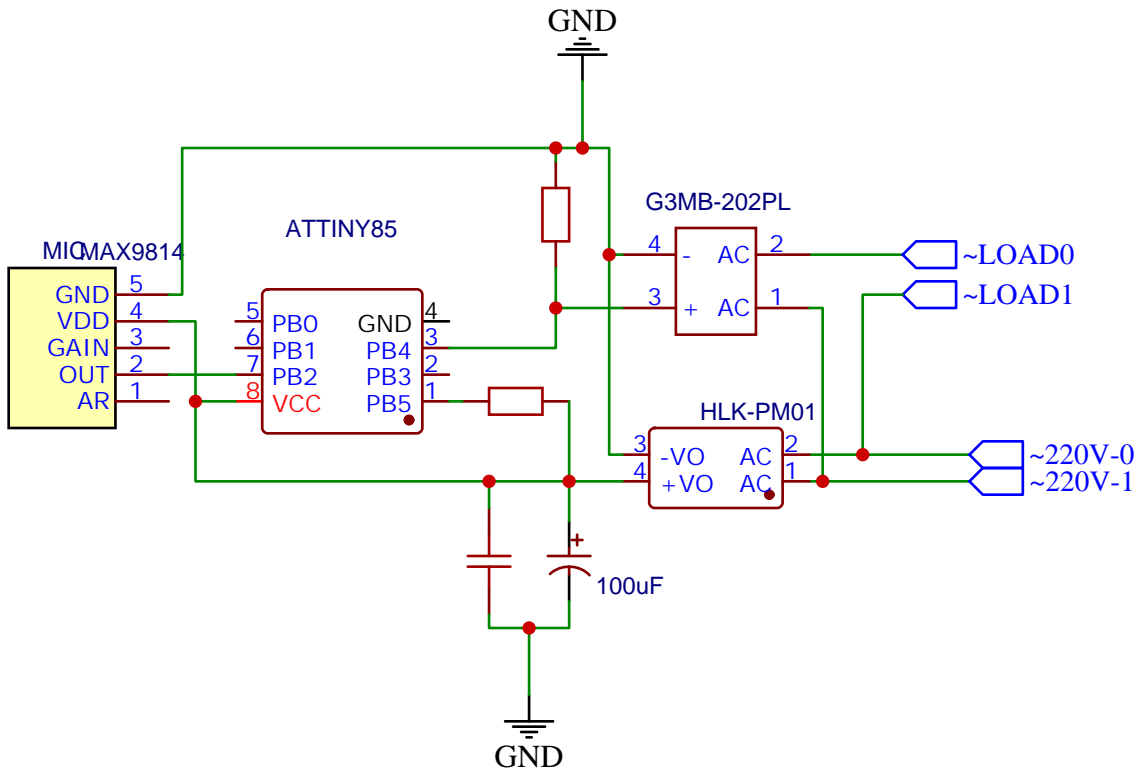 GND
G3MB-202PL
ATTINY85
MIC MAX9814
4 - AC 2
~LOAD0
3 + AC 1
~LOAD1
GND 5
VDD 4
GAIN 3
OUT 2
AR 1
5 PB0 GND 4
6 PB1 PB4 3
7 PB2 PB3 2
8 VCC PB5 1
HLK-PM01
3 -VO AC 2
~220V-0
4 +VO AC 1
~220V-1
+
100uF
GND